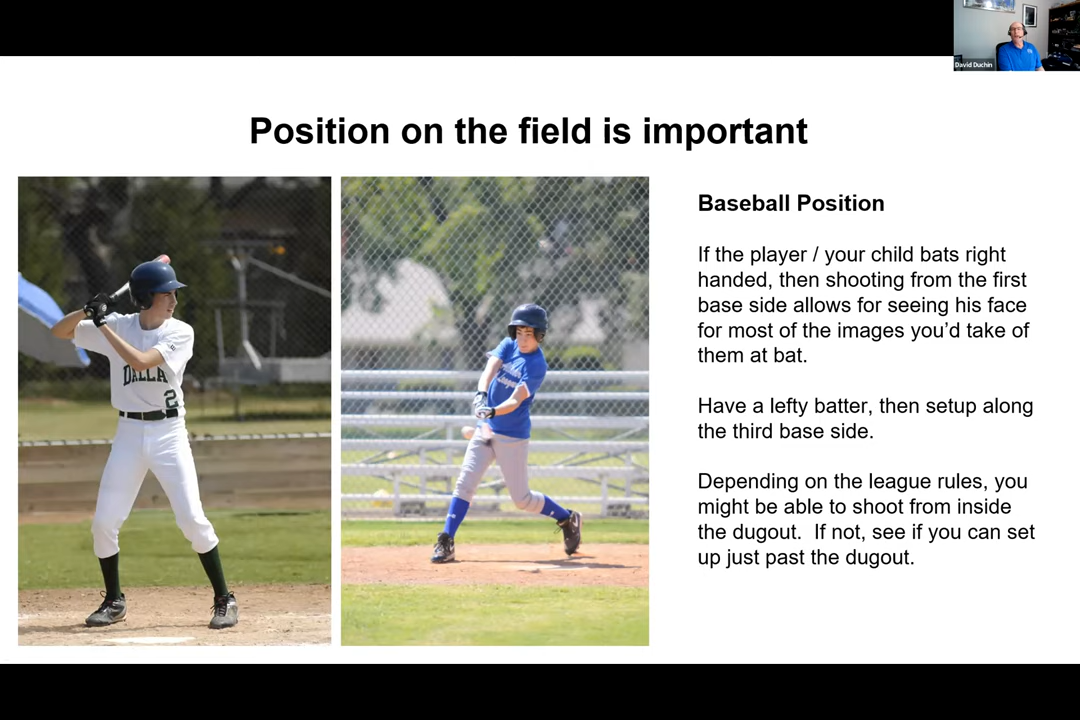 David Duchin
Position on the field is important
DALLA
2
Baseball Position
If the player / your child bats right
handed, then shooting from the first
base side allows for seeing his face
for most of the images you’d take of
them at bat.
Have a lefty batter, then setup along
the third base side.
Depending on the league rules, you
might be able to shoot from inside
the dugout.  If not, see if you can set
up just past the dugout.